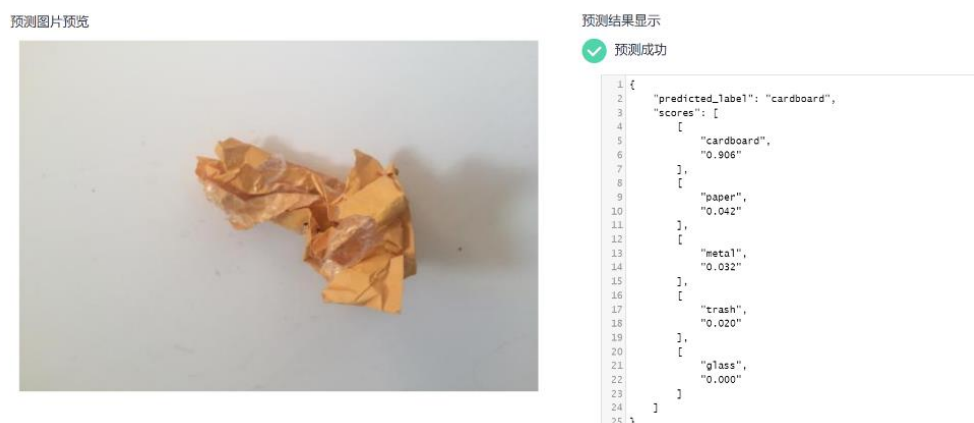 预测图片预览
预测结果显示
预测成功
1 {
2 "predicted_label": "cardboard",
3 "scores": [
4 [
5 "cardboard",
6 "0.906"
7 ],
8 [
9 "paper",
10 "0.042"
11 ],
12 [
13 "metal",
14 "0.032"
15 ],
16 [
17 "trash",
18 "0.020"
19 ],
20 [
21 "glass",
22 "0.000"
23 ]
24 ]
25 }